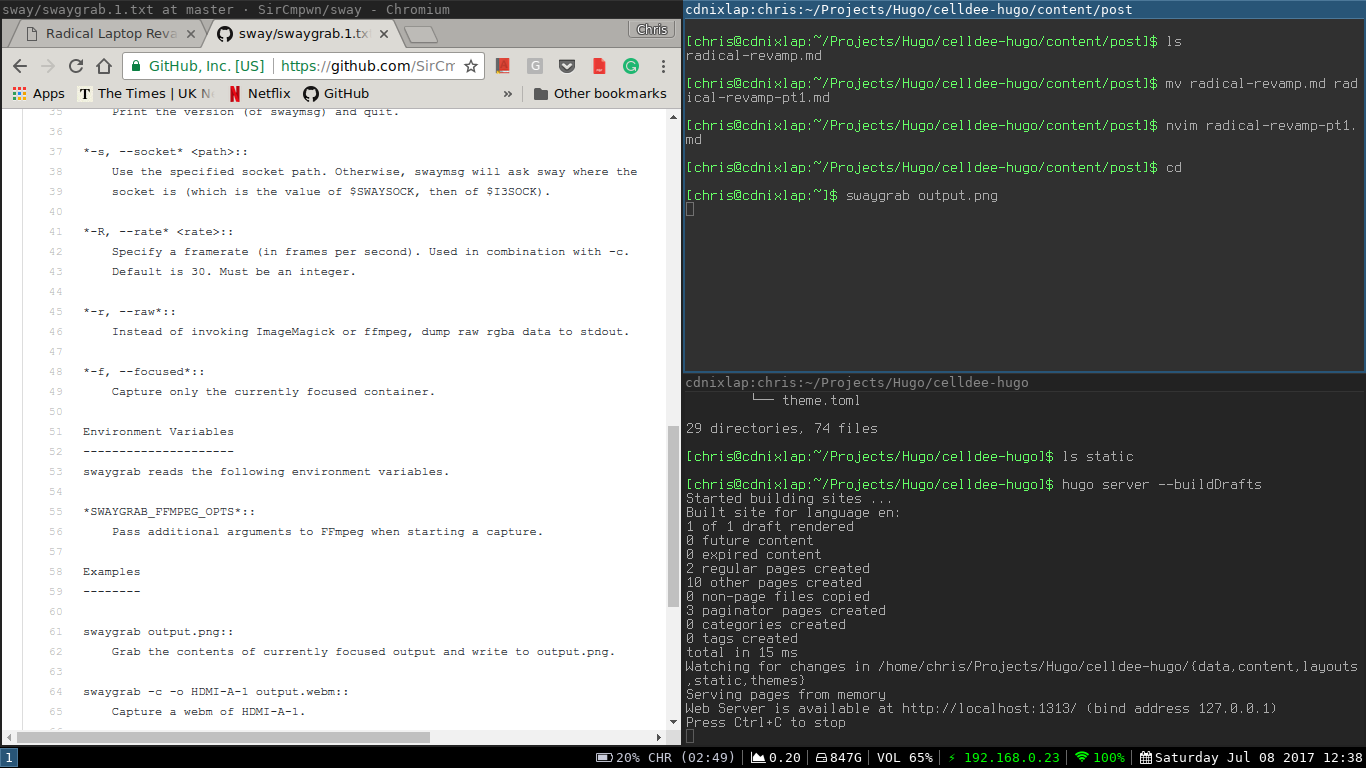 sway/swaygrab.1.txt at master · SirCmpwn/sway - Chromium
Radical Laptop Reva
sway/swaygrab.1.tx
Chris
GitHub, Inc. [US]
https://github.com/SirCm
Apps
The Times | UK N
Netflix
GitHub
»
Other bookmarks
35 Print the version (of swaymsg) and quit.
36
37 *-s, --socket* <path>::
38 Use the specified socket path. Otherwise, swaymsg will ask sway where the
39 socket is (which is the value of $SWAYSOCK, then of $I3SOCK).
40
41 *-R, --rate* <rate>::
42 Specify a framerate (in frames per second). Used in combination with -c.
43 Default is 30. Must be an integer.
44
45 *-r, --raw*::
46 Instead of invoking ImageMagick or ffmpeg, dump raw rgba data to stdout.
47
48 *-f, --focused*::
49 Capture only the currently focused container.
50
51 Environment Variables
52 ---------------------
53 swaygrab reads the following environment variables.
54
55 *SWAYGRAB_FFMPEG_OPTS*::
56 Pass additional arguments to FFmpeg when starting a capture.
57
58 Examples
59 --------
60
61 swaygrab output.png::
62 Grab the contents of currently focused output and write to output.png.
63
64 swaygrab -c -o HDMI-A-1 output.webm::
65 Capture a webm of HDMI-A-1.
cdnixlap:chris:~/Projects/Hugo/celldee-hugo/content/post
[chris@cdnixlap:~/Projects/Hugo/celldee-hugo/content/post]$ ls
radical-revamp.md
[chris@cdnixlap:~/Projects/Hugo/celldee-hugo/content/post]$ mv radical-revamp.md rad
ical-revamp-pt1.md
[chris@cdnixlap:~/Projects/Hugo/celldee-hugo/content/post]$ nvim radical-revamp-pt1.
md
[chris@cdnixlap:~/Projects/Hugo/celldee-hugo/content/post]$ cd
[chris@cdnixlap:~]$ swaygrab output.png
cdnixlap:chris:~/Projects/Hugo/celldee-hugo
└── theme.toml
29 directories, 74 files
[chris@cdnixlap:~/Projects/Hugo/celldee-hugo]$ ls static
[chris@cdnixlap:~/Projects/Hugo/celldee-hugo]$ hugo server --buildDrafts
Started building sites ...
Built site for language en:
1 of 1 draft rendered
0 future content
0 expired content
2 regular pages created
10 other pages created
0 non-page files copied
3 paginator pages created
0 categories created
0 tags created
total in 15 ms
Watching for changes in /home/chris/Projects/Hugo/celldee-hugo/{data,content,layouts
,static,themes}
Serving pages from memory
Web Server is available at http://localhost:1313/ (bind address 127.0.0.1)
Press Ctrl+C to stop
1
20% CHR (02:49) | 0.20 | 847G | VOL 65% | ⚡ 192.168.0.23 | 100% | Saturday Jul 08 2017 12:38